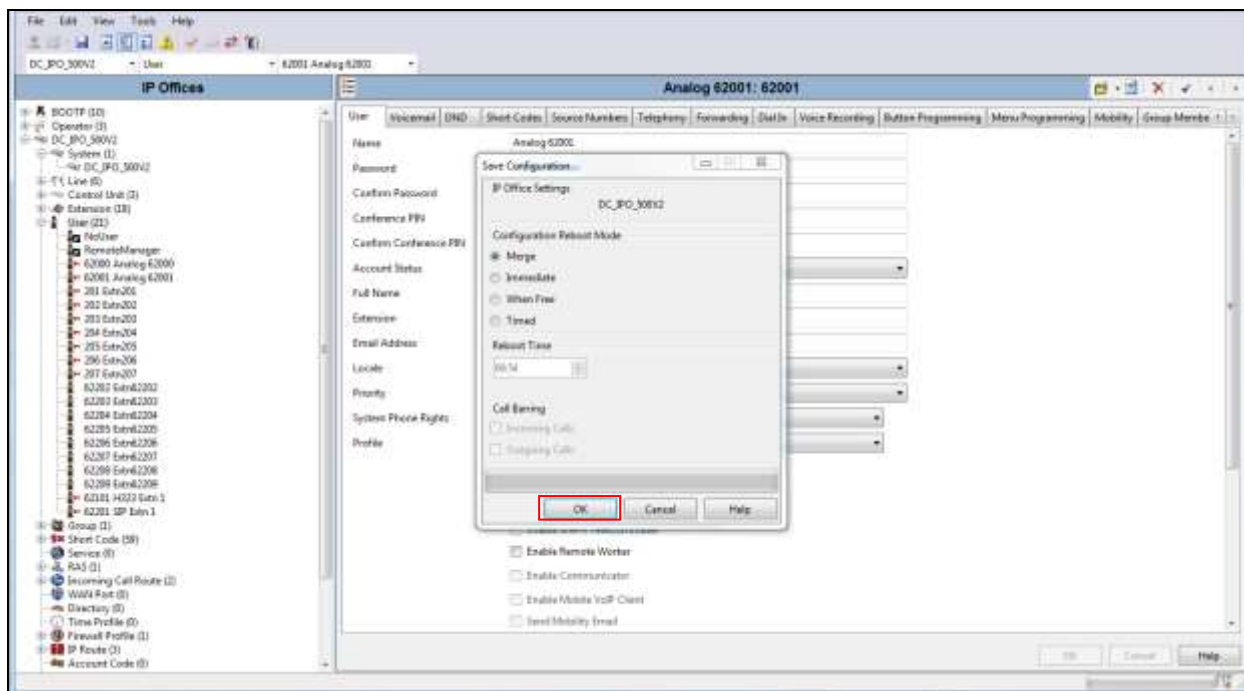 File Edit View Tools Help
DC_IPO_500V2 User 62001 Analog 62001
IP Offices
BOOTP (10)
Operator (3)
DC_IPO_500V2
System (1)
DC_IPO_500V2
Line (6)
Control Unit (3)
Extension (18)
User (21)
NoUser
RemoteManager
62000 Analog 62000
62001 Analog 62001
201 Extn201
202 Extn202
203 Extn203
204 Extn204
205 Extn205
206 Extn206
207 Extn207
62202 Extn62202
62203 Extn62203
62204 Extn62204
62205 Extn62205
62206 Extn62206
62207 Extn62207
62208 Extn62208
62209 Extn62209
62101 H323 Extn 1
62201 SIP Extn 1
Group (1)
Short Code (59)
Service (0)
RAS (1)
Incoming Call Route (2)
WAN Port (0)
Directory (0)
Time Profile (0)
Firewall Profile (1)
IP Route (3)
Account Code (0)
Analog 62001: 62001
User Voicemail DND Short Codes Source Numbers Telephony Forwarding Dial In Voice Recording Button Programming Menu Programming Mobility Group Membe
Name Analog 62001
Password
Confirm Password
Conference PIN
Confirm Conference PIN
Account Status
Full Name
Extension
Email Address
Locale
Priority
System Phone Rights
Profile
Save Configuration...
IP Office Settings
DC_IPO_500V2
Configuration Reboot Mode
Merge
Immediate
When Free
Timed
Reboot Time
Call Barring
Incoming Calls
Outgoing Calls
OK Cancel Help
Enable Remote Worker
Enable Communicator
Enable Mobile VoIP Client
Send Mobility Email
OK Cancel Help